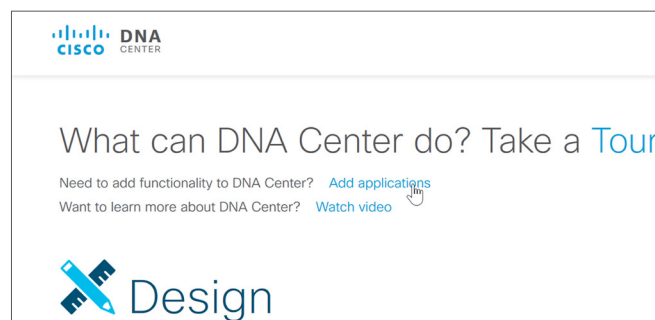 CISCO DNA
CENTER
What can DNA Center do? Take a Tour
Need to add functionality to DNA Center? Add applications
Want to learn more about DNA Center? Watch video
Design